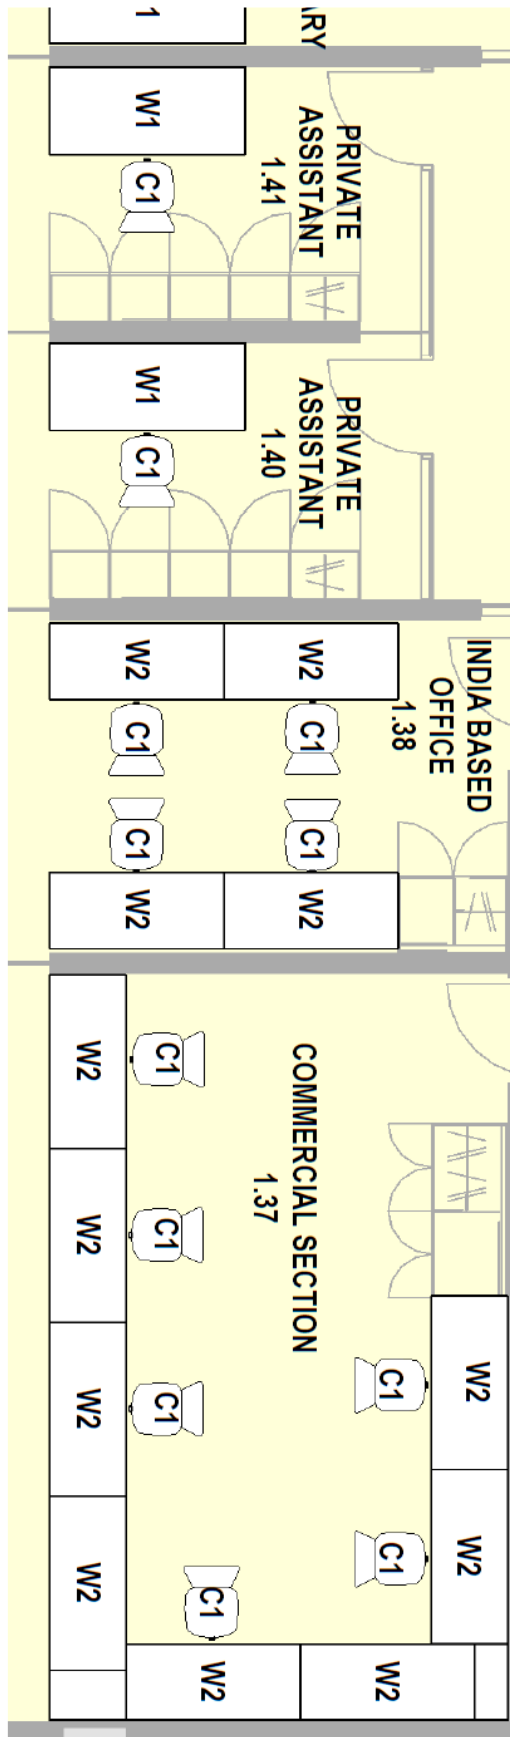 1
ARY
W1
C1
PRIVATE
ASSISTANT
1.41
W1
C1
PRIVATE
ASSISTANT
1.40
W2
W2
C1
C1
C1
C1
W2
W2
INDIA BASED
OFFICE
1.38
W2
C1
W2
C1
W2
C1
W2
COMMERCIAL SECTION
1.37
W2
C1
W2
C1
C1
W2
W2